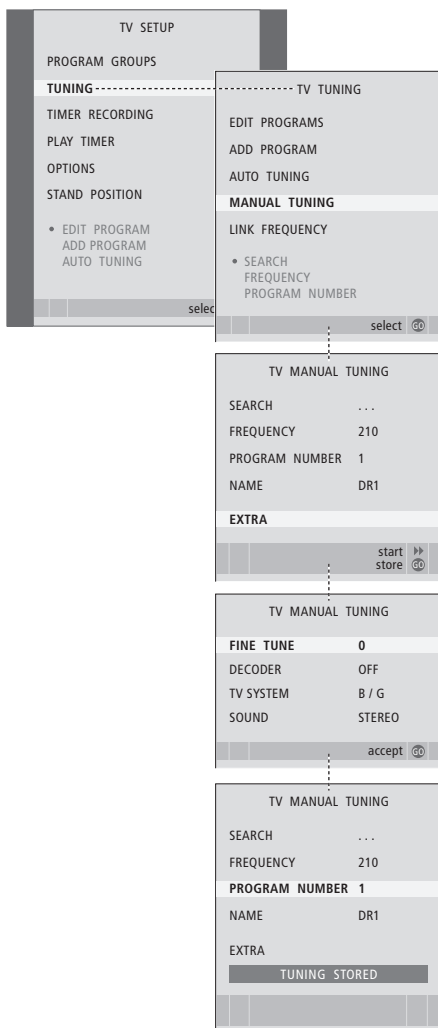 TV SETUP
PROGRAM GROUPS
TUNING
TIMER RECORDING
PLAY TIMER
OPTIONS
STAND POSITION
• EDIT PROGRAM
ADD PROGRAM
AUTO TUNING
selec
TV TUNING
EDIT PROGRAMS
ADD PROGRAM
AUTO TUNING
MANUAL TUNING
LINK FREQUENCY
• SEARCH
FREQUENCY
PROGRAM NUMBER
select GO
TV MANUAL TUNING
SEARCH . . .
FREQUENCY 210
PROGRAM NUMBER 1
NAME DR1
EXTRA
start
store GO
TV MANUAL TUNING
FINE TUNE 0
DECODER OFF
TV SYSTEM B / G
SOUND STEREO
accept GO
TV MANUAL TUNING
SEARCH . . .
FREQUENCY 210
PROGRAM NUMBER 1
NAME DR1
EXTRA
TUNING STORED